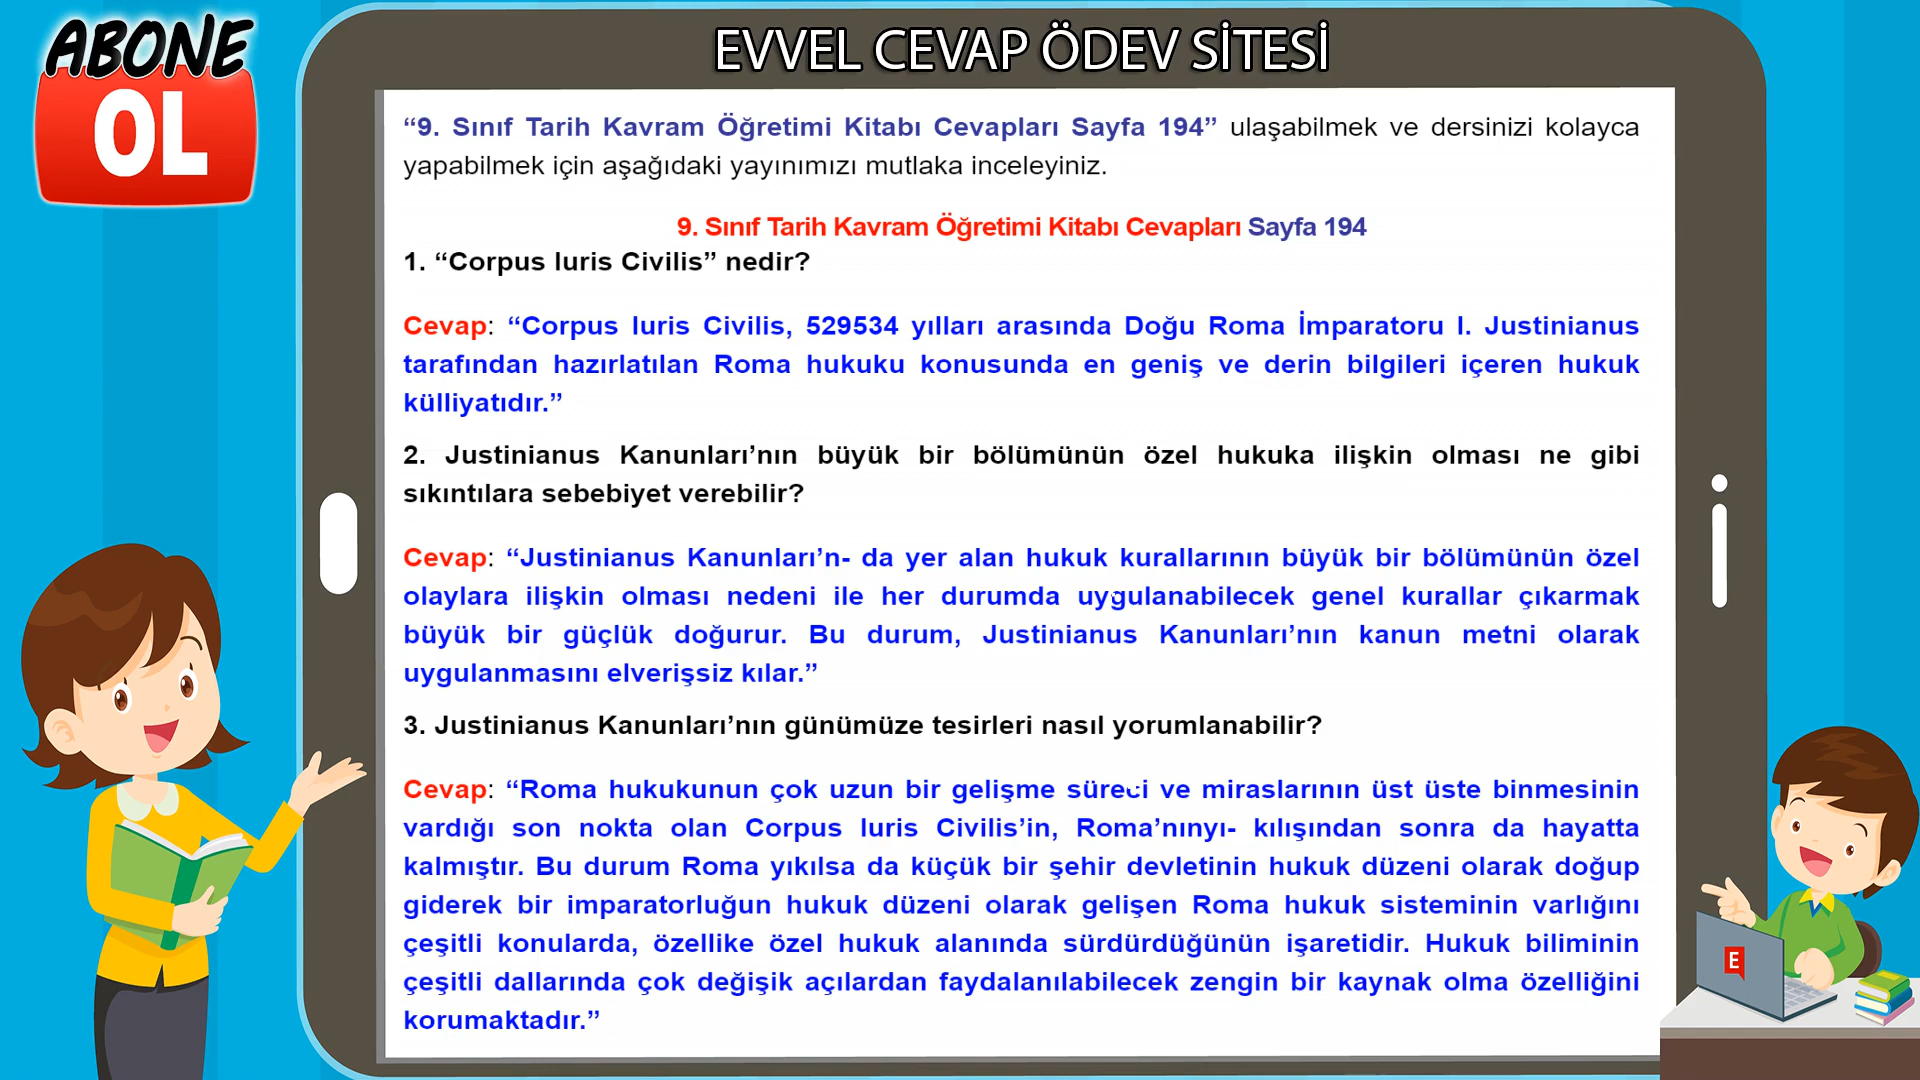 ABONE
OL
EVVEL CEVAP ÖDEV SİTESİ
“9. Sınıf Tarih Kavram Öğretimi Kitabı Cevapları Sayfa 194” ulaşabilmek ve dersinizi kolayca
yapabilmek için aşağıdaki yayınımızı mutlaka inceleyiniz.
9. Sınıf Tarih Kavram Öğretimi Kitabı Cevapları Sayfa 194
1. “Corpus Iuris Civilis” nedir?
Cevap: “Corpus Iuris Civilis, 529534 yılları arasında Doğu Roma İmparatoru I. Justinianus
tarafından hazırlatılan Roma hukuku konusunda en geniş ve derin bilgileri içeren hukuk
külliyatıdır.”
2. Justinianus Kanunları’nın büyük bir bölümünün özel hukuka ilişkin olması ne gibi
sıkıntılara sebebiyet verebilir?
Cevap: “Justinianus Kanunları’n- da yer alan hukuk kurallarının büyük bir bölümünün özel
olaylara ilişkin olması nedeni ile her durumda uygulanabilecek genel kurallar çıkarmak
büyük bir güçlük doğurur. Bu durum, Justinianus Kanunları’nın kanun metni olarak
uygulanmasını elverişsiz kılar.”
3. Justinianus Kanunları’nın günümüze tesirleri nasıl yorumlanabilir?
Cevap: “Roma hukukunun çok uzun bir gelişme süreci ve miraslarının üst üste binmesinin
vardığı son nokta olan Corpus Iuris Civilis’in, Roma’nınyı- kılışından sonra da hayatta
kalmıştır. Bu durum Roma yıkılsa da küçük bir şehir devletinin hukuk düzeni olarak doğup
giderek bir imparatorluğun hukuk düzeni olarak gelişen Roma hukuk sisteminin varlığını
çeşitli konularda, özellike özel hukuk alanında sürdürdüğünün işaretidir. Hukuk biliminin
çeşitli dallarında çok değişik açılardan faydalanılabilecek zengin bir kaynak olma özelliğini
korumaktadır.”
E